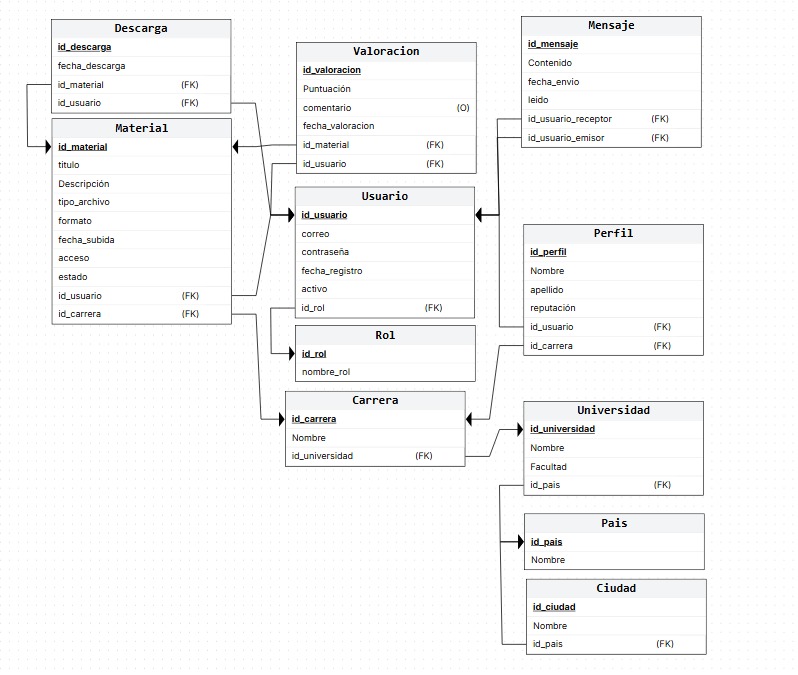 Descarga
id_descarga
fecha_descarga
id_material (FK)
id_usuario (FK)
Material
id_material
titulo
Descripción
tipo_archivo
formato
fecha_subida
acceso
estado
id_usuario (FK)
id_carrera (FK)
Valoracion
id_valoracion
Puntuación
comentario (O)
fecha_valoracion
id_material (FK)
id_usuario (FK)
Usuario
id_usuario
correo
contraseña
fecha_registro
activo
id_rol (FK)
Rol
id_rol
nombre_rol
Carrera
id_carrera
Nombre
id_universidad (FK)
Mensaje
id_mensaje
Contenido
fecha_envio
leido
id_usuario_receptor (FK)
id_usuario_emisor (FK)
Perfil
id_perfil
Nombre
apellido
reputación
id_usuario (FK)
id_carrera (FK)
Universidad
id_universidad
Nombre
Facultad
id_pais (FK)
Pais
id_pais
Nombre
Ciudad
id_ciudad
Nombre
id_pais (FK)